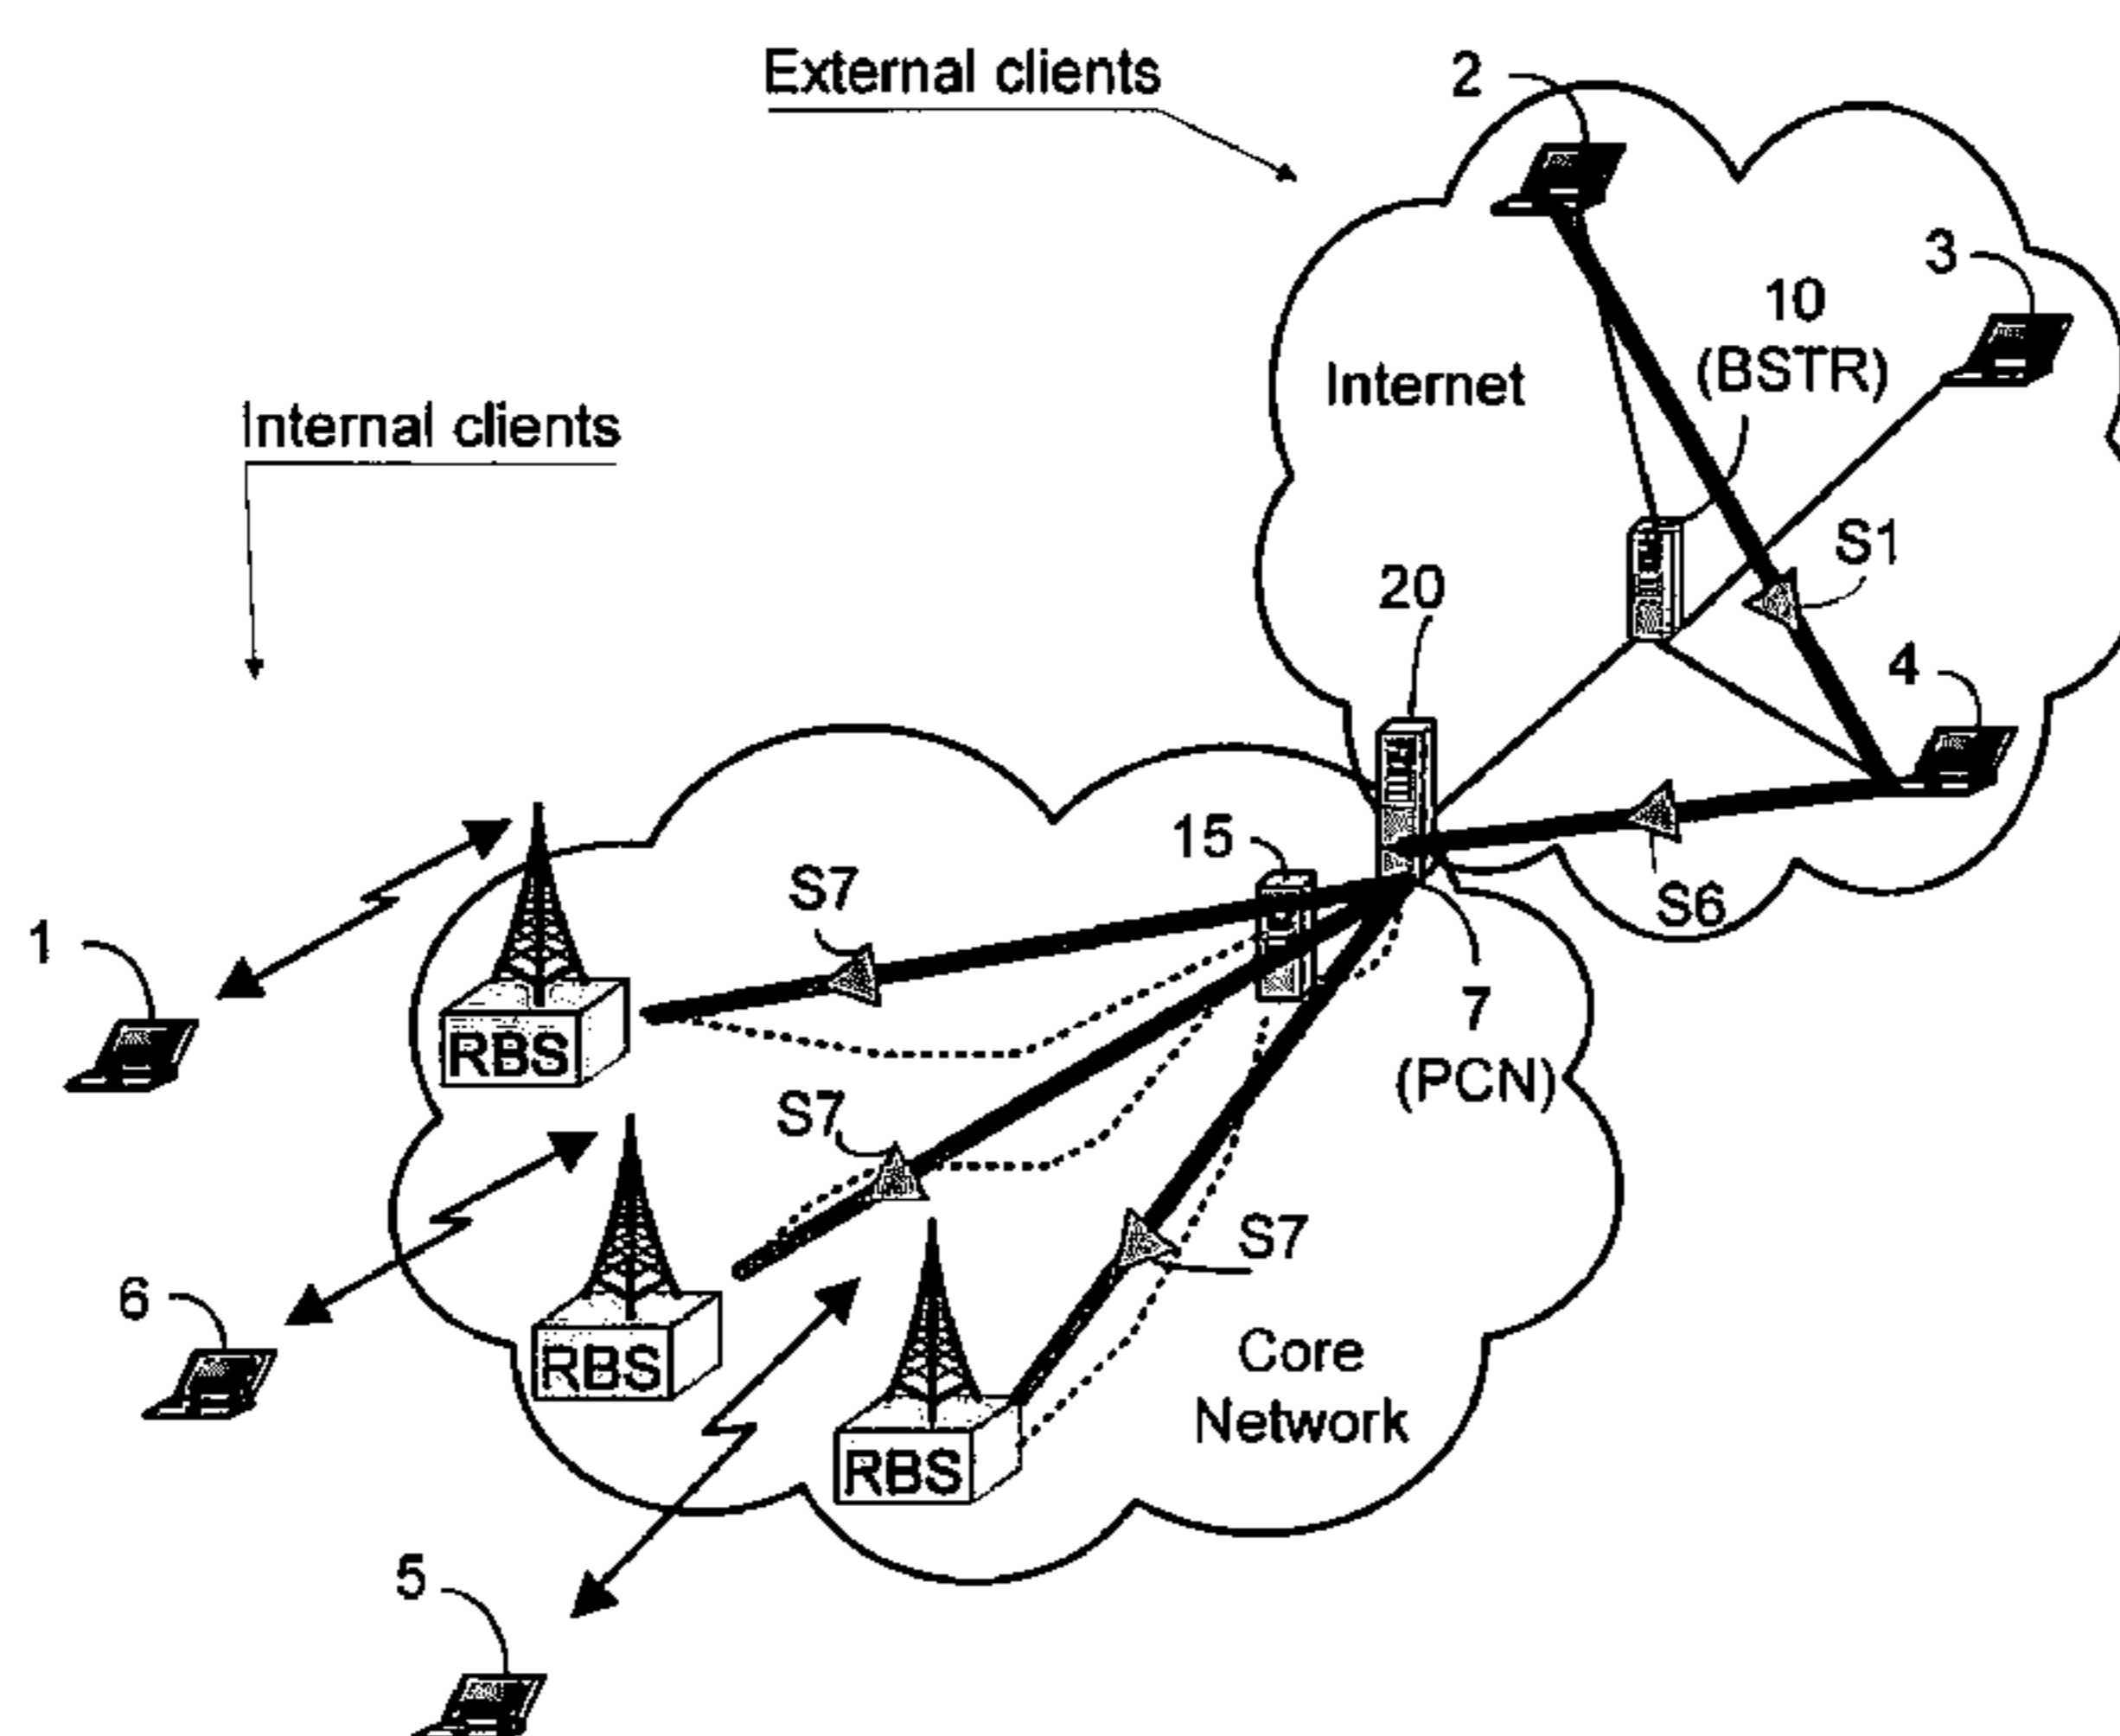 External clients
2
3
10
(BSTR)
Internet
Internal clients
S1
20
4
15
S7
S6
1
7
(PCN)
RBS
S7
S7
6
Core
Network
RBS
RBS
5